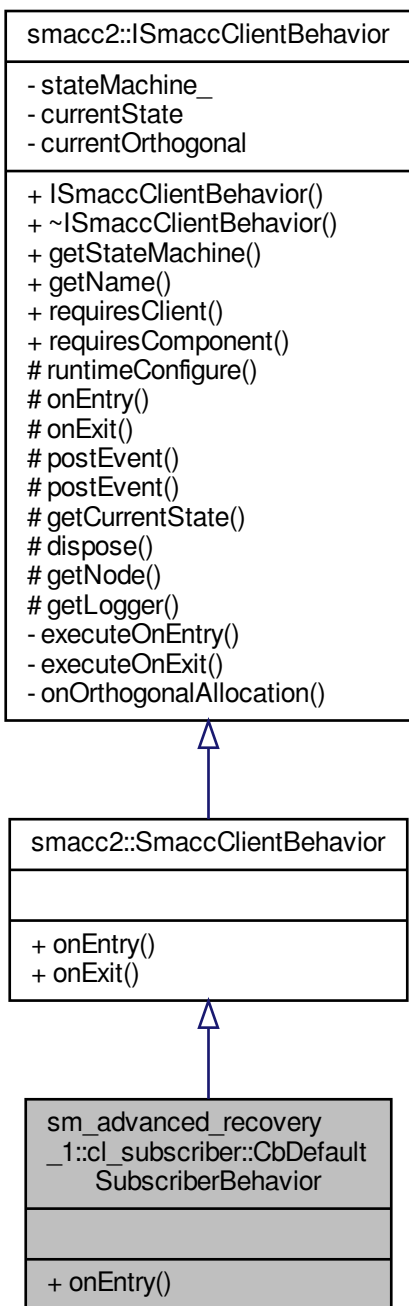 smacc2::ISmaccClientBehavior
- stateMachine_
- currentState
- currentOrthogonal
+ ISmaccClientBehavior()
+ ~ISmaccClientBehavior()
+ getStateMachine()
+ getName()
+ requiresClient()
+ requiresComponent()
# runtimeConfigure()
# onEntry()
# onExit()
# postEvent()
# postEvent()
# getCurrentState()
# dispose()
# getNode()
# getLogger()
- executeOnEntry()
- executeOnExit()
- onOrthogonalAllocation()
smacc2::SmaccClientBehavior
+ onEntry()
+ onExit()
sm_advanced_recovery
_1::cl_subscriber::CbDefault
SubscriberBehavior
+ onEntry()